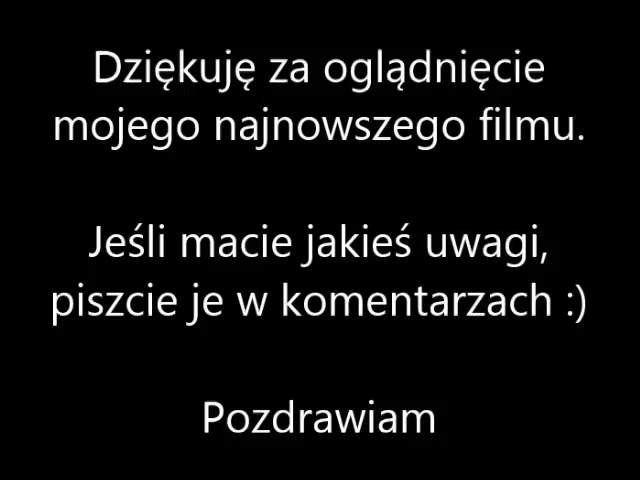 Dziękuję za oglądnięcie
mojego najnowszego filmu.
Jeśli macie jakieś uwagi,
piszcie je w komentarzach :)
Pozdrawiam